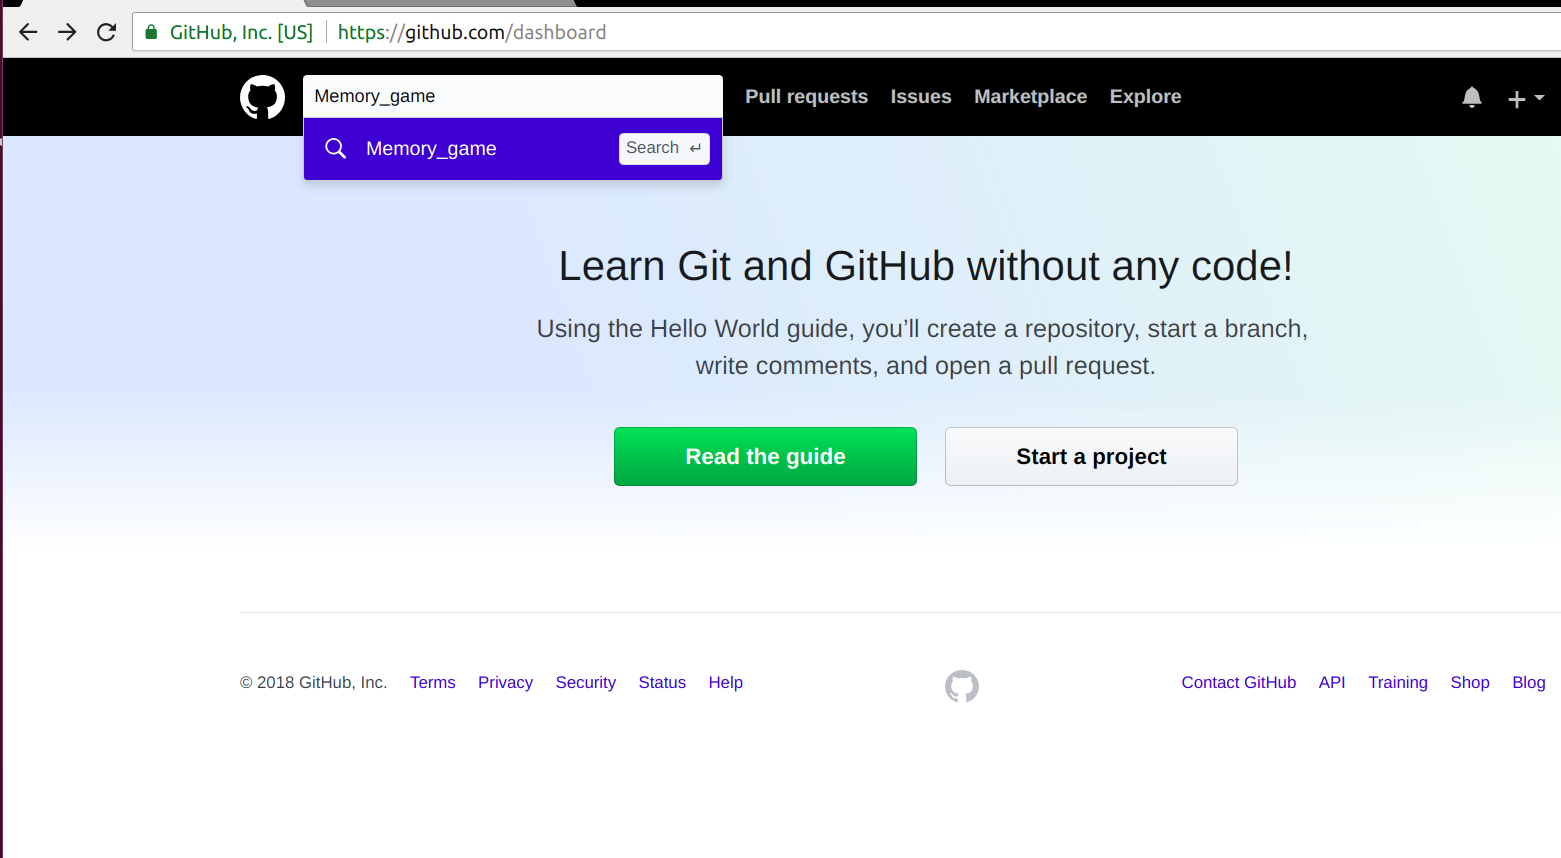 GitHub, Inc. [US] https://github.com/dashboard
Memory_game Pull requests Issues Marketplace Explore
Memory_game Search ↵
Learn Git and GitHub without any code!
Using the Hello World guide, you’ll create a repository, start a branch,
write comments, and open a pull request.
Read the guide Start a project
© 2018 GitHub, Inc. Terms Privacy Security Status Help Contact GitHub API Training Shop Blog